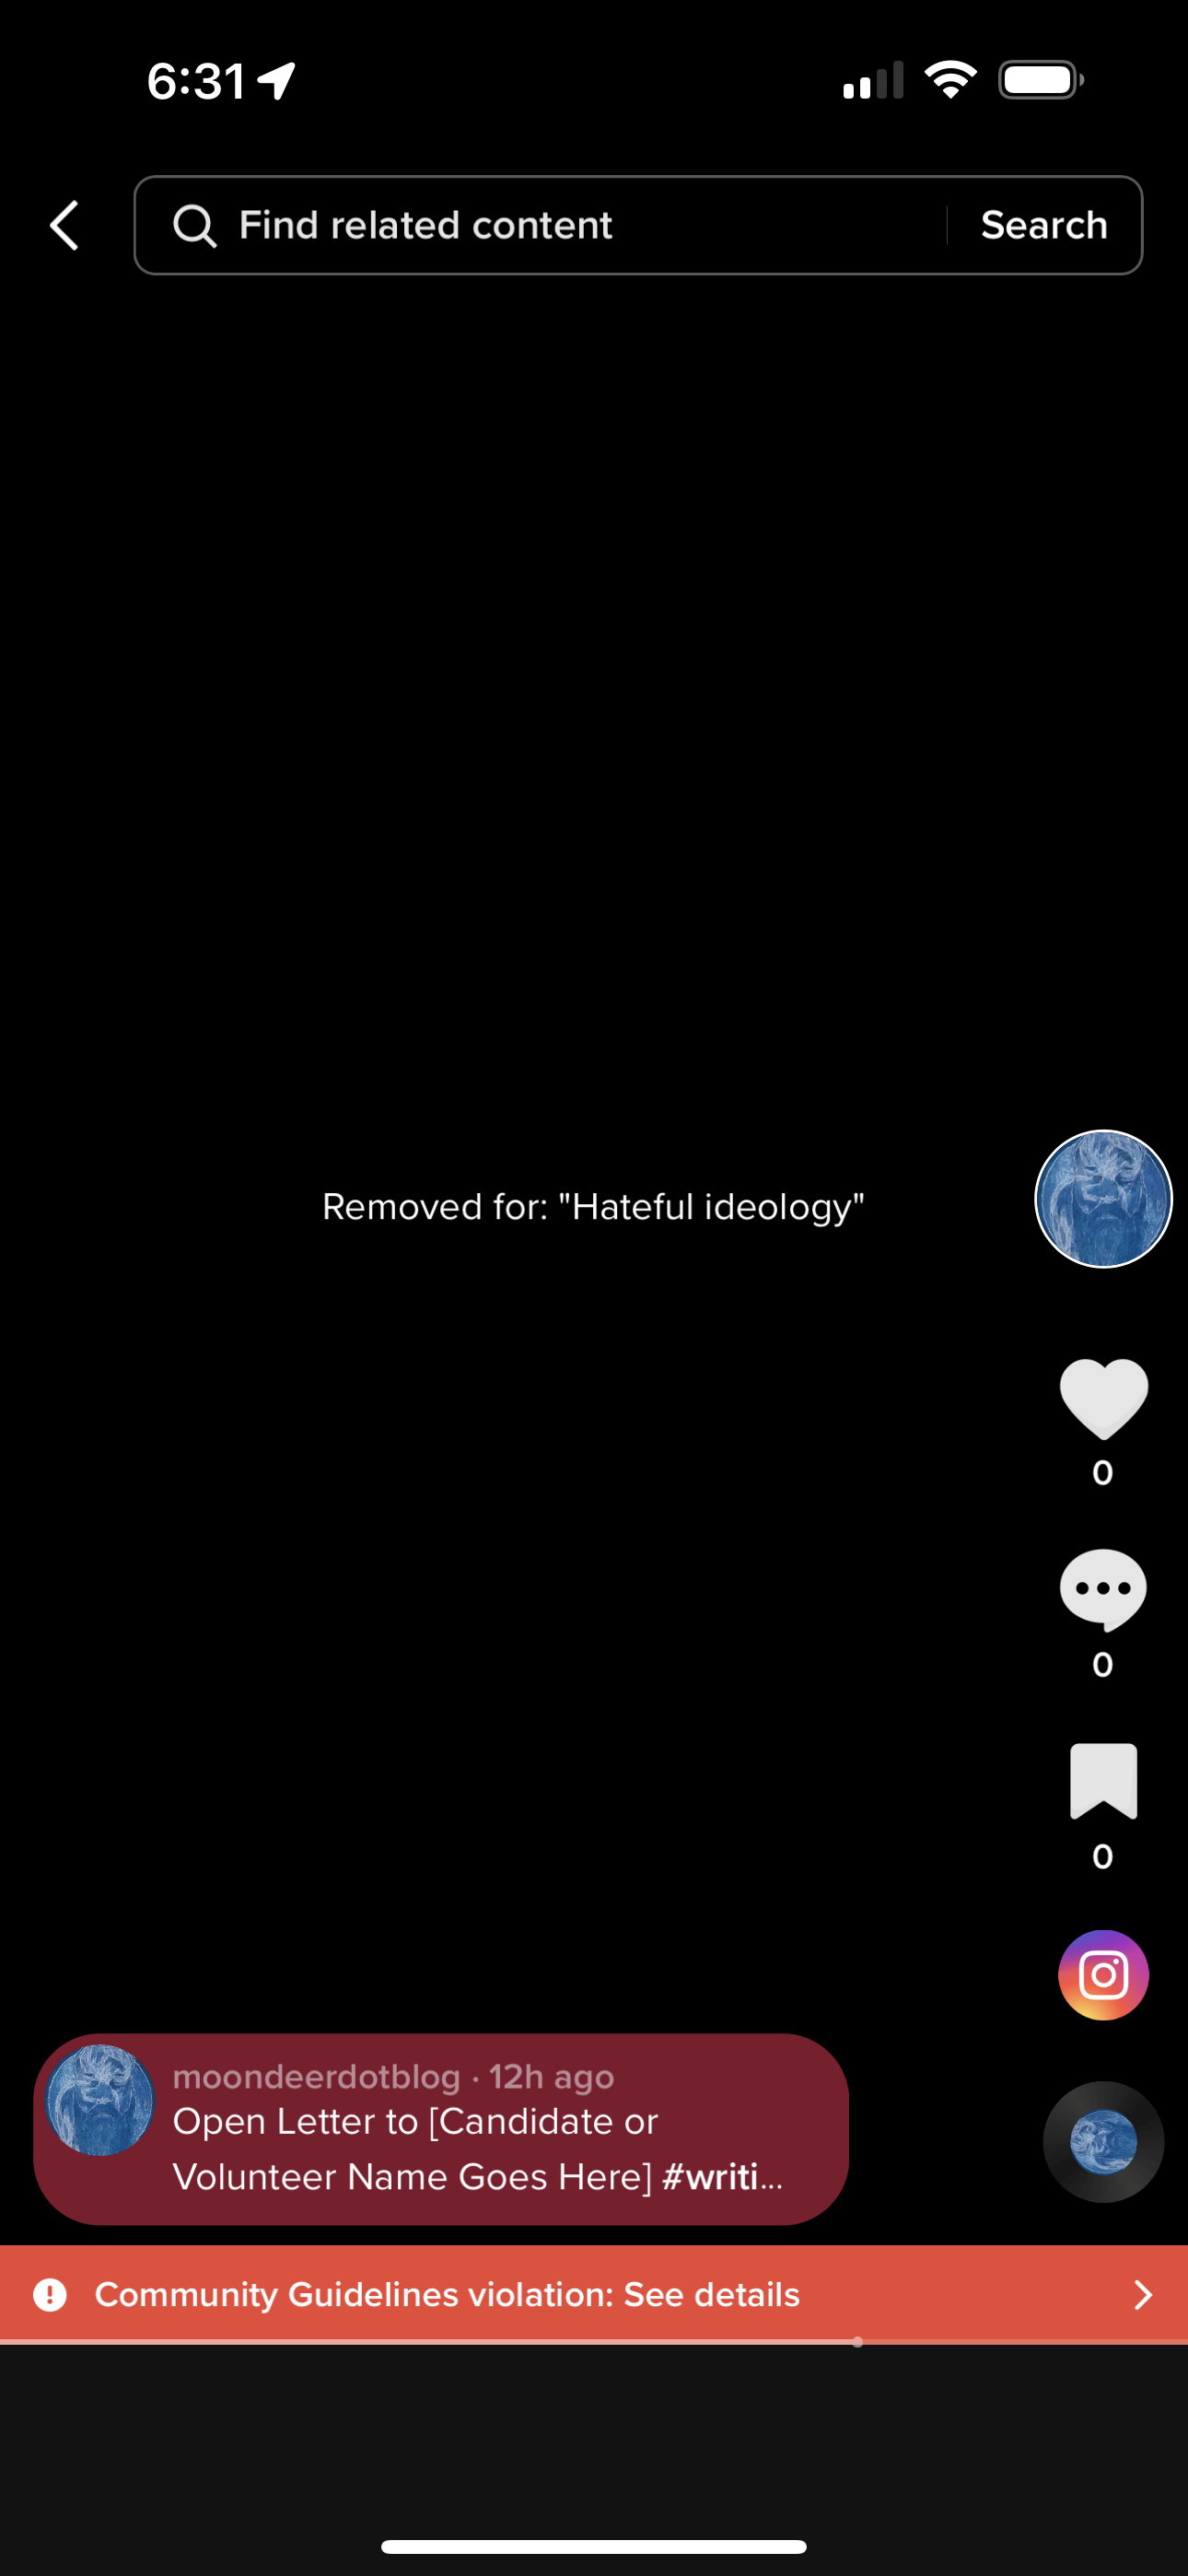 6:31
Find related content
Search
Removed for: "Hateful ideology"
0
0
0
moondeerdotblog · 12h ago
Open Letter to [Candidate or
Volunteer Name Goes Here] #writi...
Community Guidelines violation: See details